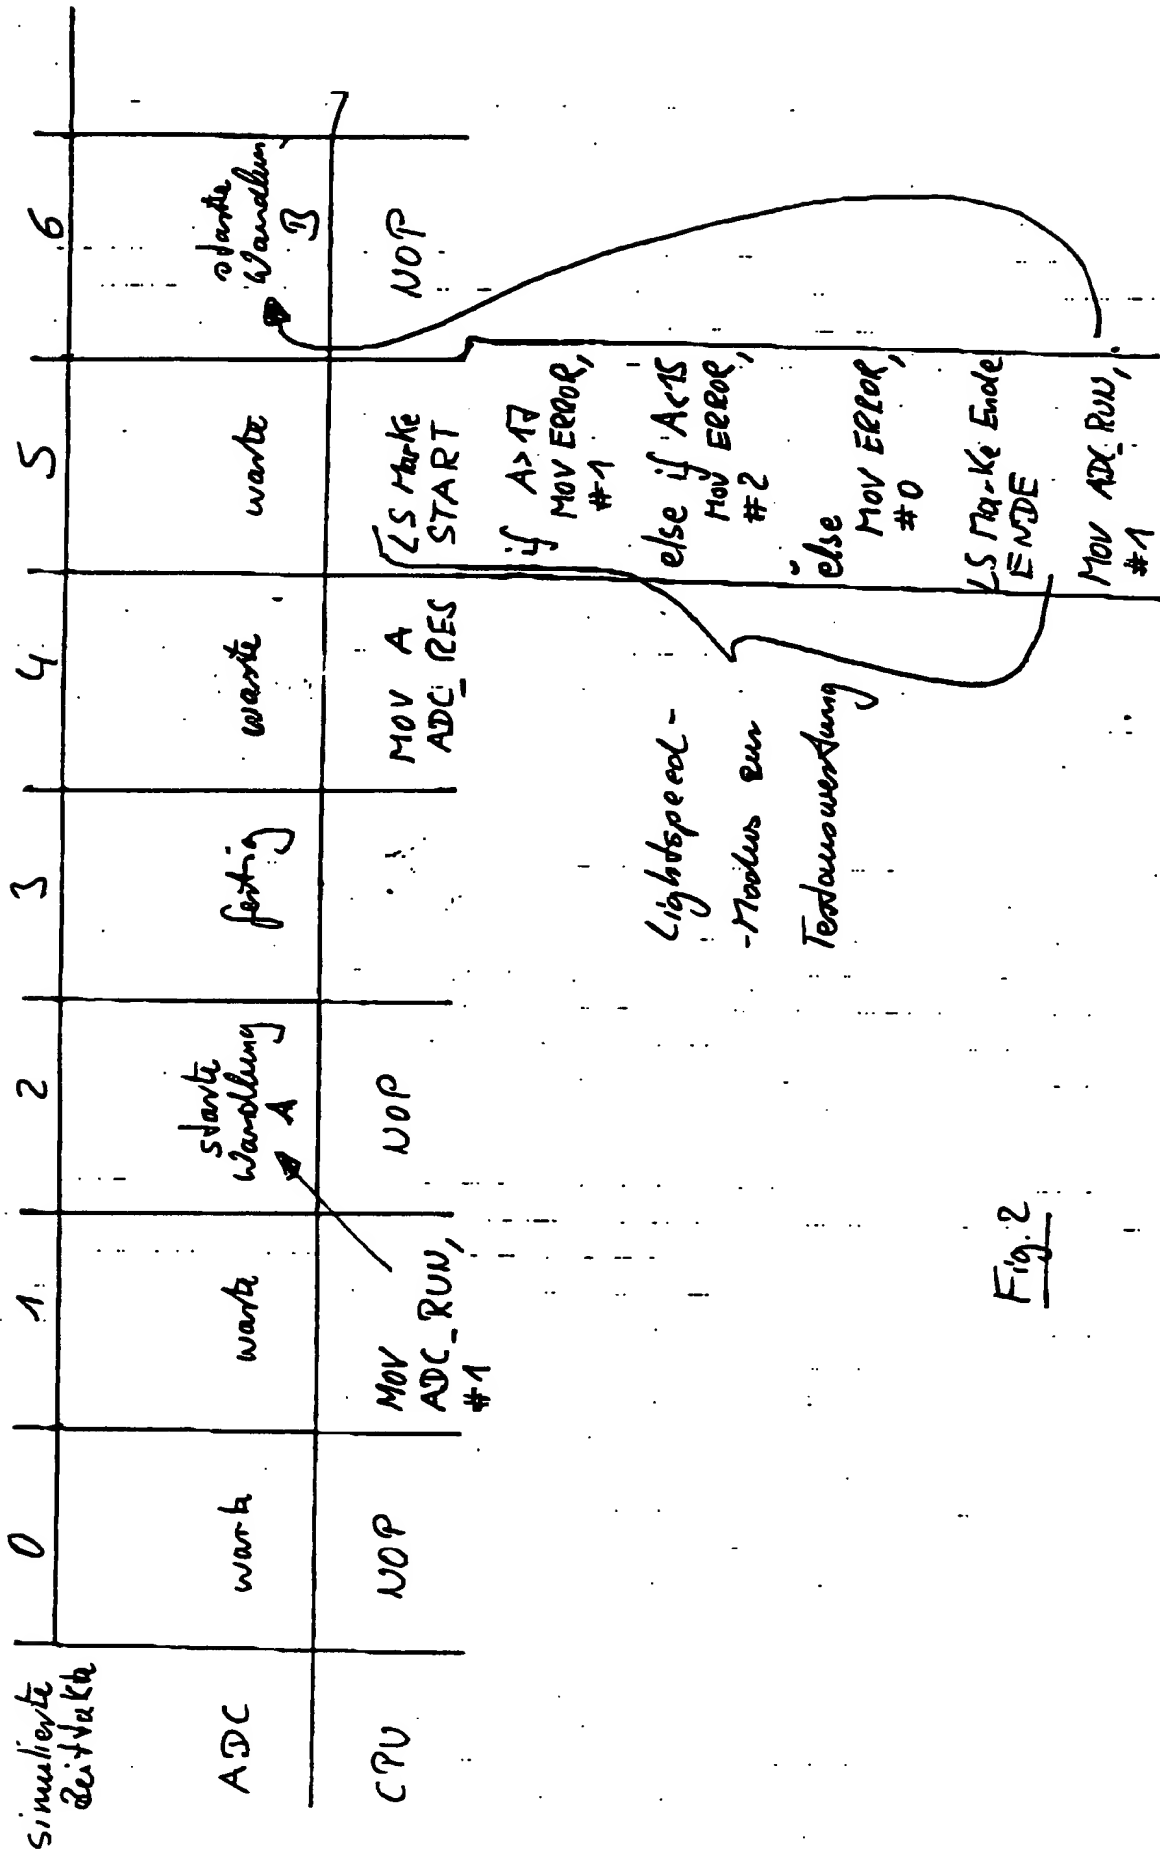 simulierte
Zeittakte
0
1
2
3
4
5
6
ADC
warte
warte
starte
Wandlung
A
fertig
warte
warte
starte
Wandlun
B
CPU
NOP
MOV
ADC_RUN,
#1
NOP
MOV A
ADC_RES
LS Marke
START
if A>17
MOV ERROR,
#1
else if A<15
MOV ERROR,
#2
else
MOV ERROR,
#0
LS Marke Ende
ENDE
MOV ADC_RUN,
#1
NOP
Lightspeed-
-Modus zur
Testauswertung
Fig. 2